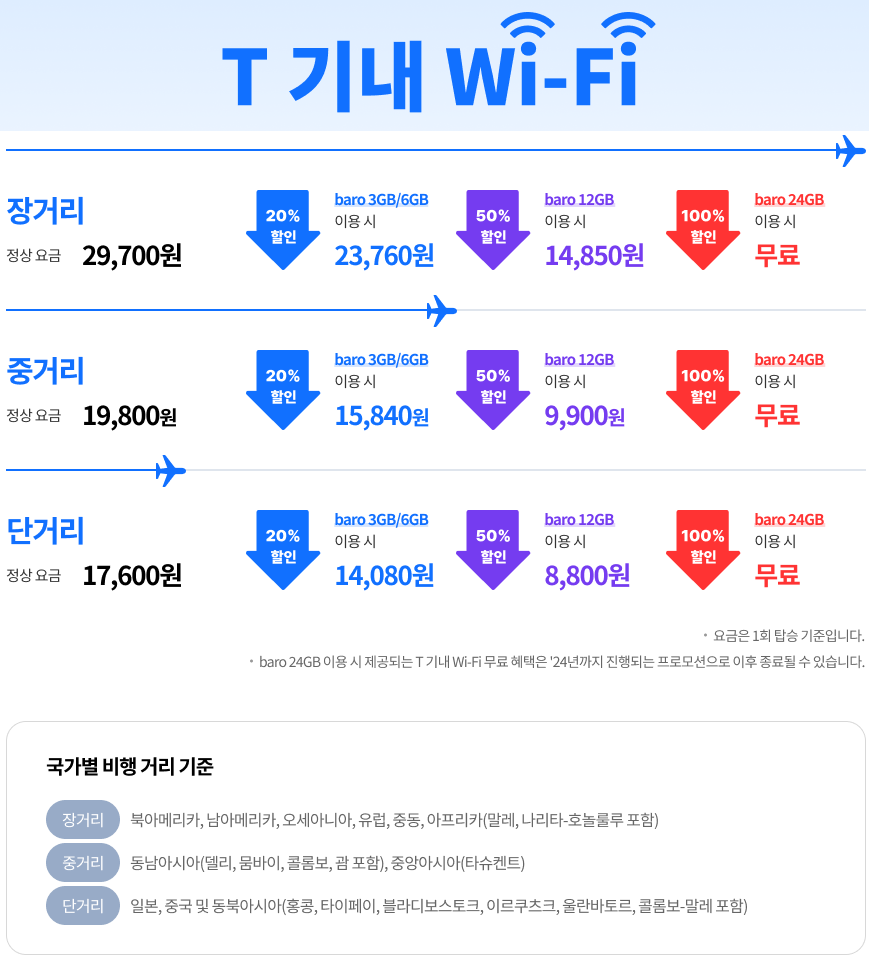 T 기내 Wi-Fi
장거리
정상 요금 29,700원
20% 할인
baro 3GB/6GB
이용 시
23,760원
50% 할인
baro 12GB
이용 시
14,850원
100% 할인
baro 24GB
이용 시
무료
중거리
정상 요금 19,800원
20% 할인
baro 3GB/6GB
이용 시
15,840원
50% 할인
baro 12GB
이용 시
9,900원
100% 할인
baro 24GB
이용 시
무료
단거리
정상 요금 17,600원
20% 할인
baro 3GB/6GB
이용 시
14,080원
50% 할인
baro 12GB
이용 시
8,800원
100% 할인
baro 24GB
이용 시
무료
• 요금은 1회 탑승 기준입니다.
• baro 24GB 이용 시 제공되는 T 기내 Wi-Fi 무료 혜택은 '24년까지 진행되는 프로모션으로 이후 종료될 수 있습니다.
국가별 비행 거리 기준
장거리 북아메리카, 남아메리카, 오세아니아, 유럽, 중동, 아프리카(말레, 나리타-호놀룰루 포함)
중거리 동남아시아(델리, 뭄바이, 콜롬보, 괌 포함), 중앙아시아(타슈켄트)
단거리 일본, 중국 및 동북아시아(홍콩, 타이페이, 블라디보스토크, 이르쿠츠크, 울란바토르, 콜롬보-말레 포함)